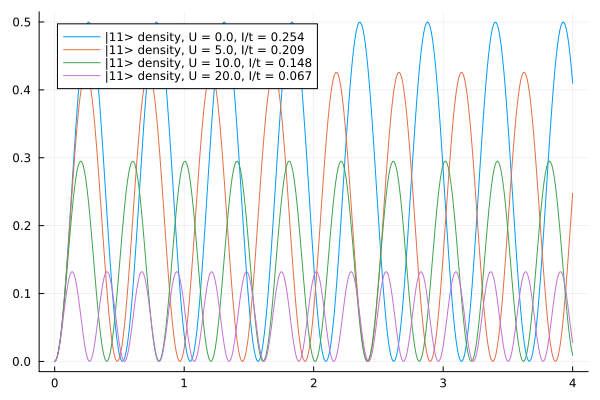 0.5
|11> density, U = 0.0, I/t = 0.254
|11> density, U = 5.0, I/t = 0.209
|11> density, U = 10.0, I/t = 0.148
|11> density, U = 20.0, I/t = 0.067
0.4
0.3
0.2
0.1
0.0
0 1 2 3 4